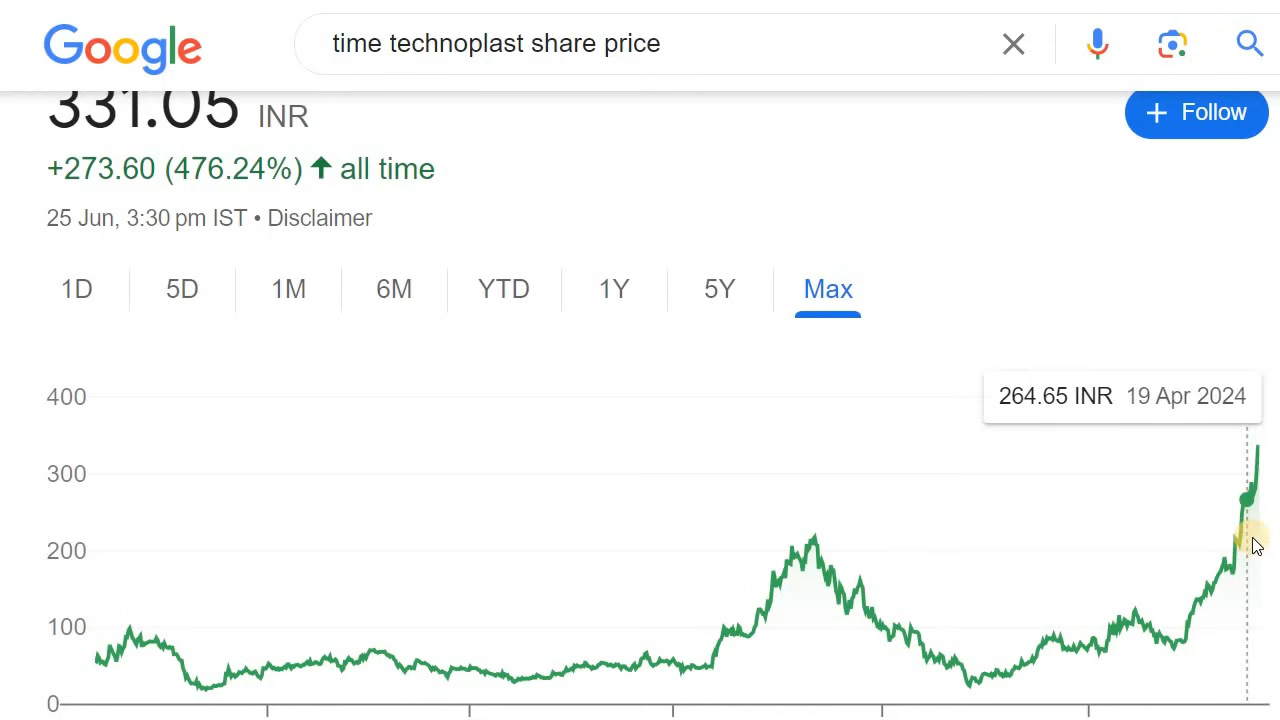 Google
time technoplast share price
331.05 INR
+ Follow
+273.60 (476.24%) all time
25 Jun, 3:30 pm IST • Disclaimer
1D 5D 1M 6M YTD 1Y 5Y Max
264.65 INR 19 Apr 2024
400
300
200
100
0